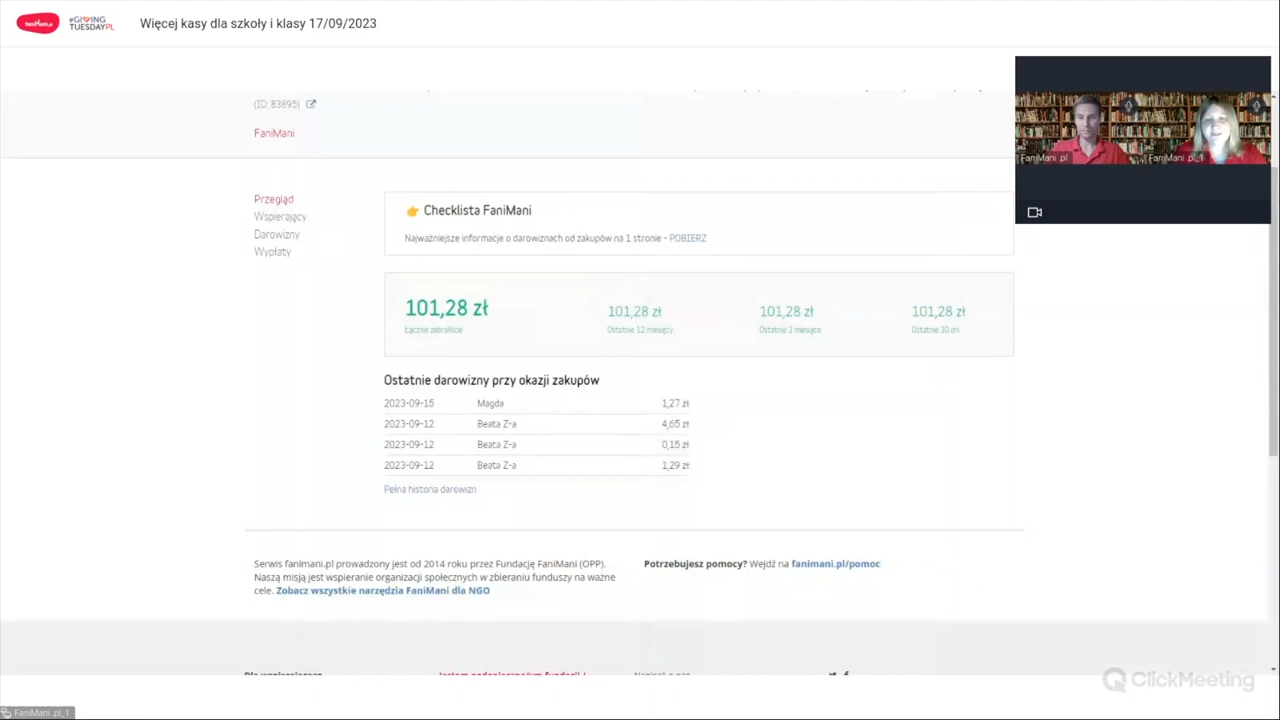 FaniMani.pl
#GIVING
TUESDAYPL
Więcej kasy dla szkoły i klasy 17/09/2023
(ID: 83895)
FaniMani
FaniMani .pl
FaniMani .pl_1
Przegląd
Wspierający
Darowizny
Wypłaty
👉 Checklista FaniMani
Najważniejsze informacje o darowiznach od zakupów na 1 stronie - POBIERZ
101,28 zł
Łącznie zebraliście
101,28 zł
Ostatnie 12 miesięcy
101,28 zł
Ostatnie 3 miesiące
101,28 zł
Ostatnie 30 dni
Ostatnie darowizny przy okazji zakupów
2023-09-15 Magda 1,27 zł
2023-09-12 Beata Z-a 4,65 zł
2023-09-12 Beata Z-a 0,15 zł
2023-09-12 Beata Z-a 1,29 zł
Pełna historia darowizn
Serwis fanimani.pl prowadzony jest od 2014 roku przez Fundację FaniMani (OPP).
Naszą misją jest wspieranie organizacji społecznych w zbieraniu funduszy na ważne
cele. Zobacz wszystkie narzędzia FaniMani dla NGO
Potrzebujesz pomocy? Wejdź na fanimani.pl/pomoc
ClickMeeting
FaniMani .pl_1